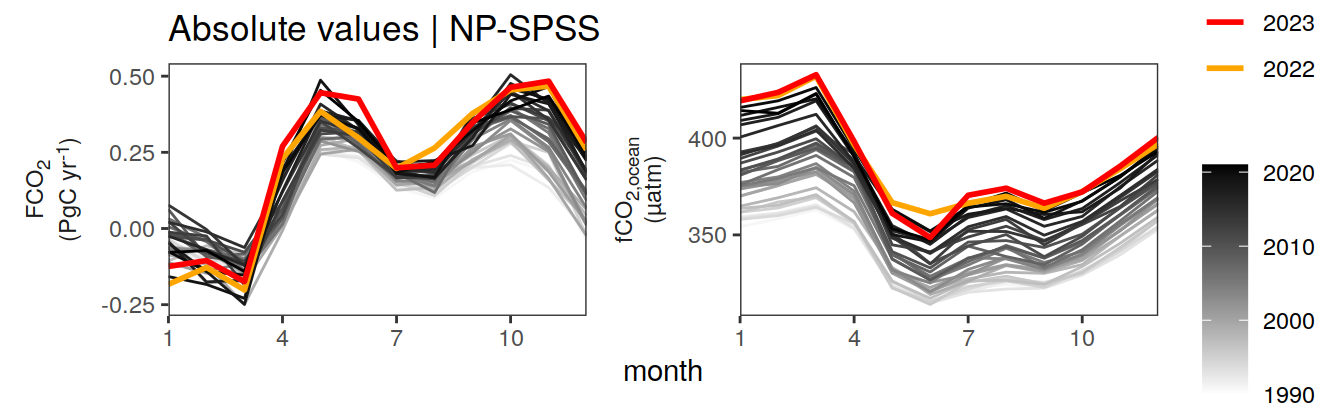 Absolute values | NP-SPSS
FCO2
(PgC yr-1)
0.50
0.25
0.00
-0.25
1 4 7 10
fCO2,ocean
(µatm)
400
350
1 4 7 10
month
2023
2022
2020
2010
2000
1990